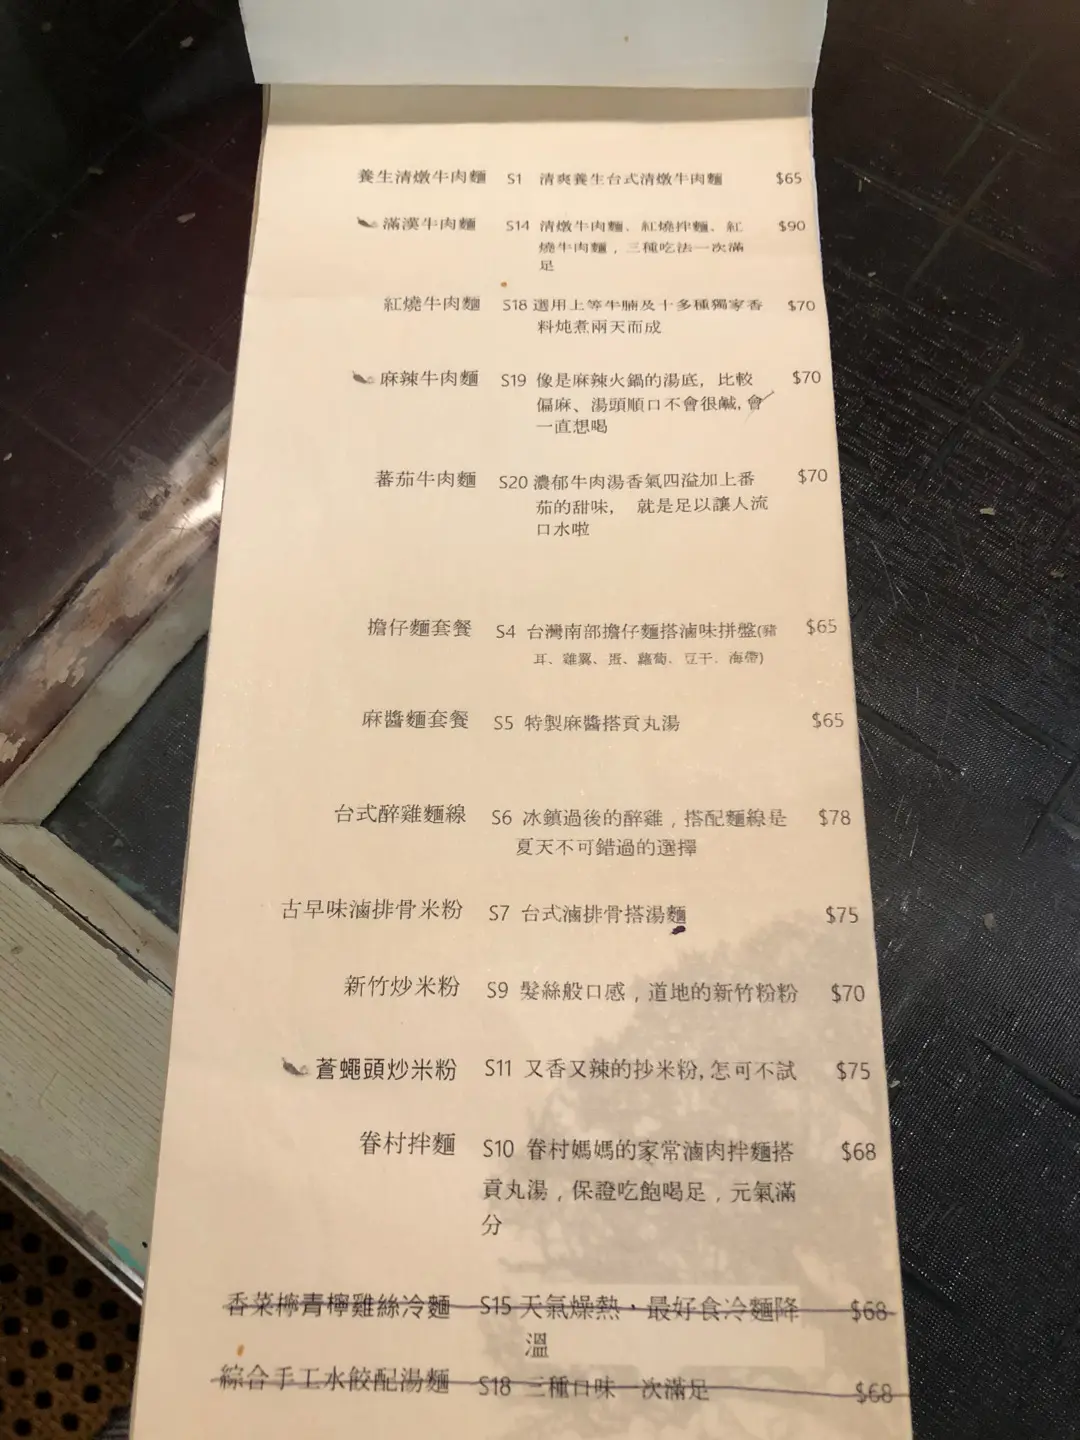 養生清燉牛肉麵 S1 清爽養生台式清燉牛肉麵 $65
滿漢牛肉麵 S14 清燉牛肉麵、紅燒拌麵、紅 $90
燒牛肉麵，三種吃法一次滿
足
紅燒牛肉麵 S18 選用上等牛腩及十多種獨家香 $70
料炖煮兩天而成
麻辣牛肉麵 S19 像是麻辣火鍋的湯底，比較 $70
偏麻、湯頭順口不會很鹹,會
一直想喝
蕃茄牛肉麵 S20 濃郁牛肉湯香氣四溢加上番 $70
茄的甜味， 就是足以讓人流
口水啦
擔仔麵套餐 S4 台灣南部擔仔麵搭滷味拼盤(豬 $65
耳、雞翼、蛋、蘿蔔、豆干、海帶)
麻醬麵套餐 S5 特製麻醬搭貢丸湯 $65
台式醉雞麵線 S6 冰鎮過後的醉雞，搭配麵線是 $78
夏天不可錯過的選擇
古早味滷排骨米粉 S7 台式滷排骨搭湯麵 $75
新竹炒米粉 S9 髮絲般口感，道地的新竹粉粉 $70
蒼蠅頭炒米粉 S11 又香又辣的抄米粉,怎可不試 $75
眷村拌麵 S10 眷村媽媽的家常滷肉拌麵搭 $68
貢丸湯，保證吃飽喝足，元氣滿
分
香菜檸青檸雞絲冷麵 S15 天氣燥熱，最好食冷麵降 $68
溫
綜合手工水餃配湯麵 S18 三種口味一次滿足 $68